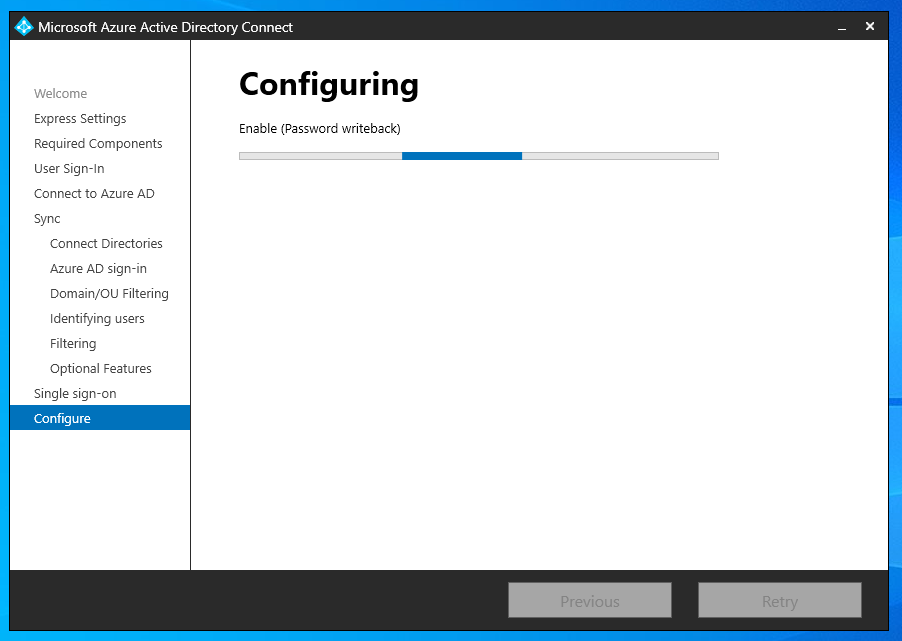 Microsoft Azure Active Directory Connect
Welcome
Express Settings
Required Components
User Sign-In
Connect to Azure AD
Sync
Connect Directories
Azure AD sign-in
Domain/OU Filtering
Identifying users
Filtering
Optional Features
Single sign-on
Configure
Configuring
Enable (Password writeback)
Previous
Retry